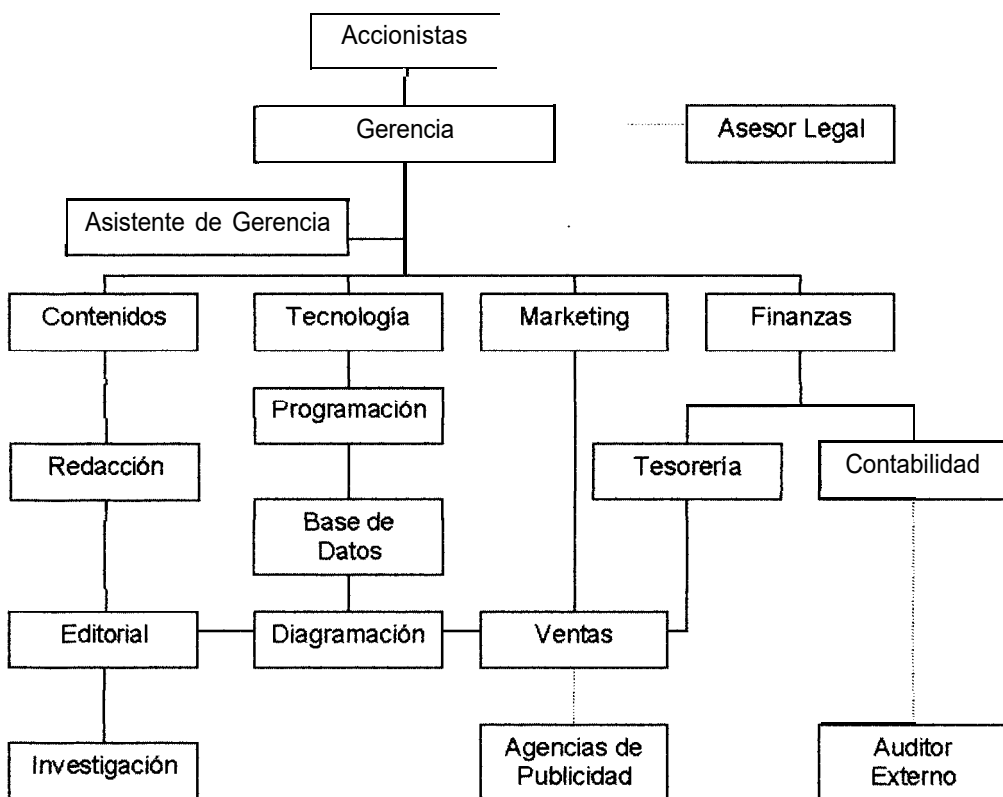 Accionistas
Gerencia
Asesor Legal
Asistente de Gerencia
Contenidos
Tecnología
Marketing
Finanzas
Programación
Redacción
Tesorería
Contabilidad
Base de
Datos
Editorial
Diagramación
Ventas
Investigación
Agencias de
Publicidad
Auditor
Externo